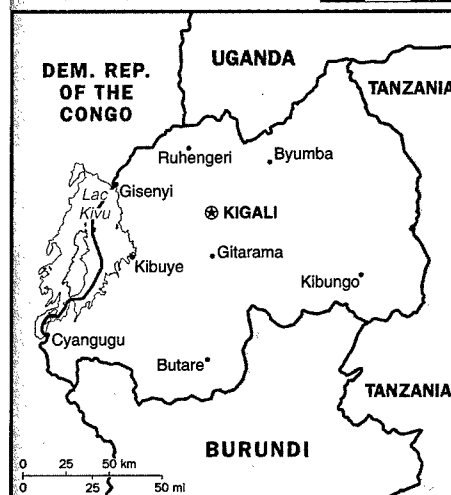 UGANDA
DEM. REP.
OF THE
CONGO
TANZANIA
Ruhengeri
Byumba
Gisenyi
Lac
Kivu
KIGALI
Gitarama
Kibuye
Kibungo
Cyangugu
Butare
TANZANIA
BURUNDI
0 25 50 km
0 25 50 mi